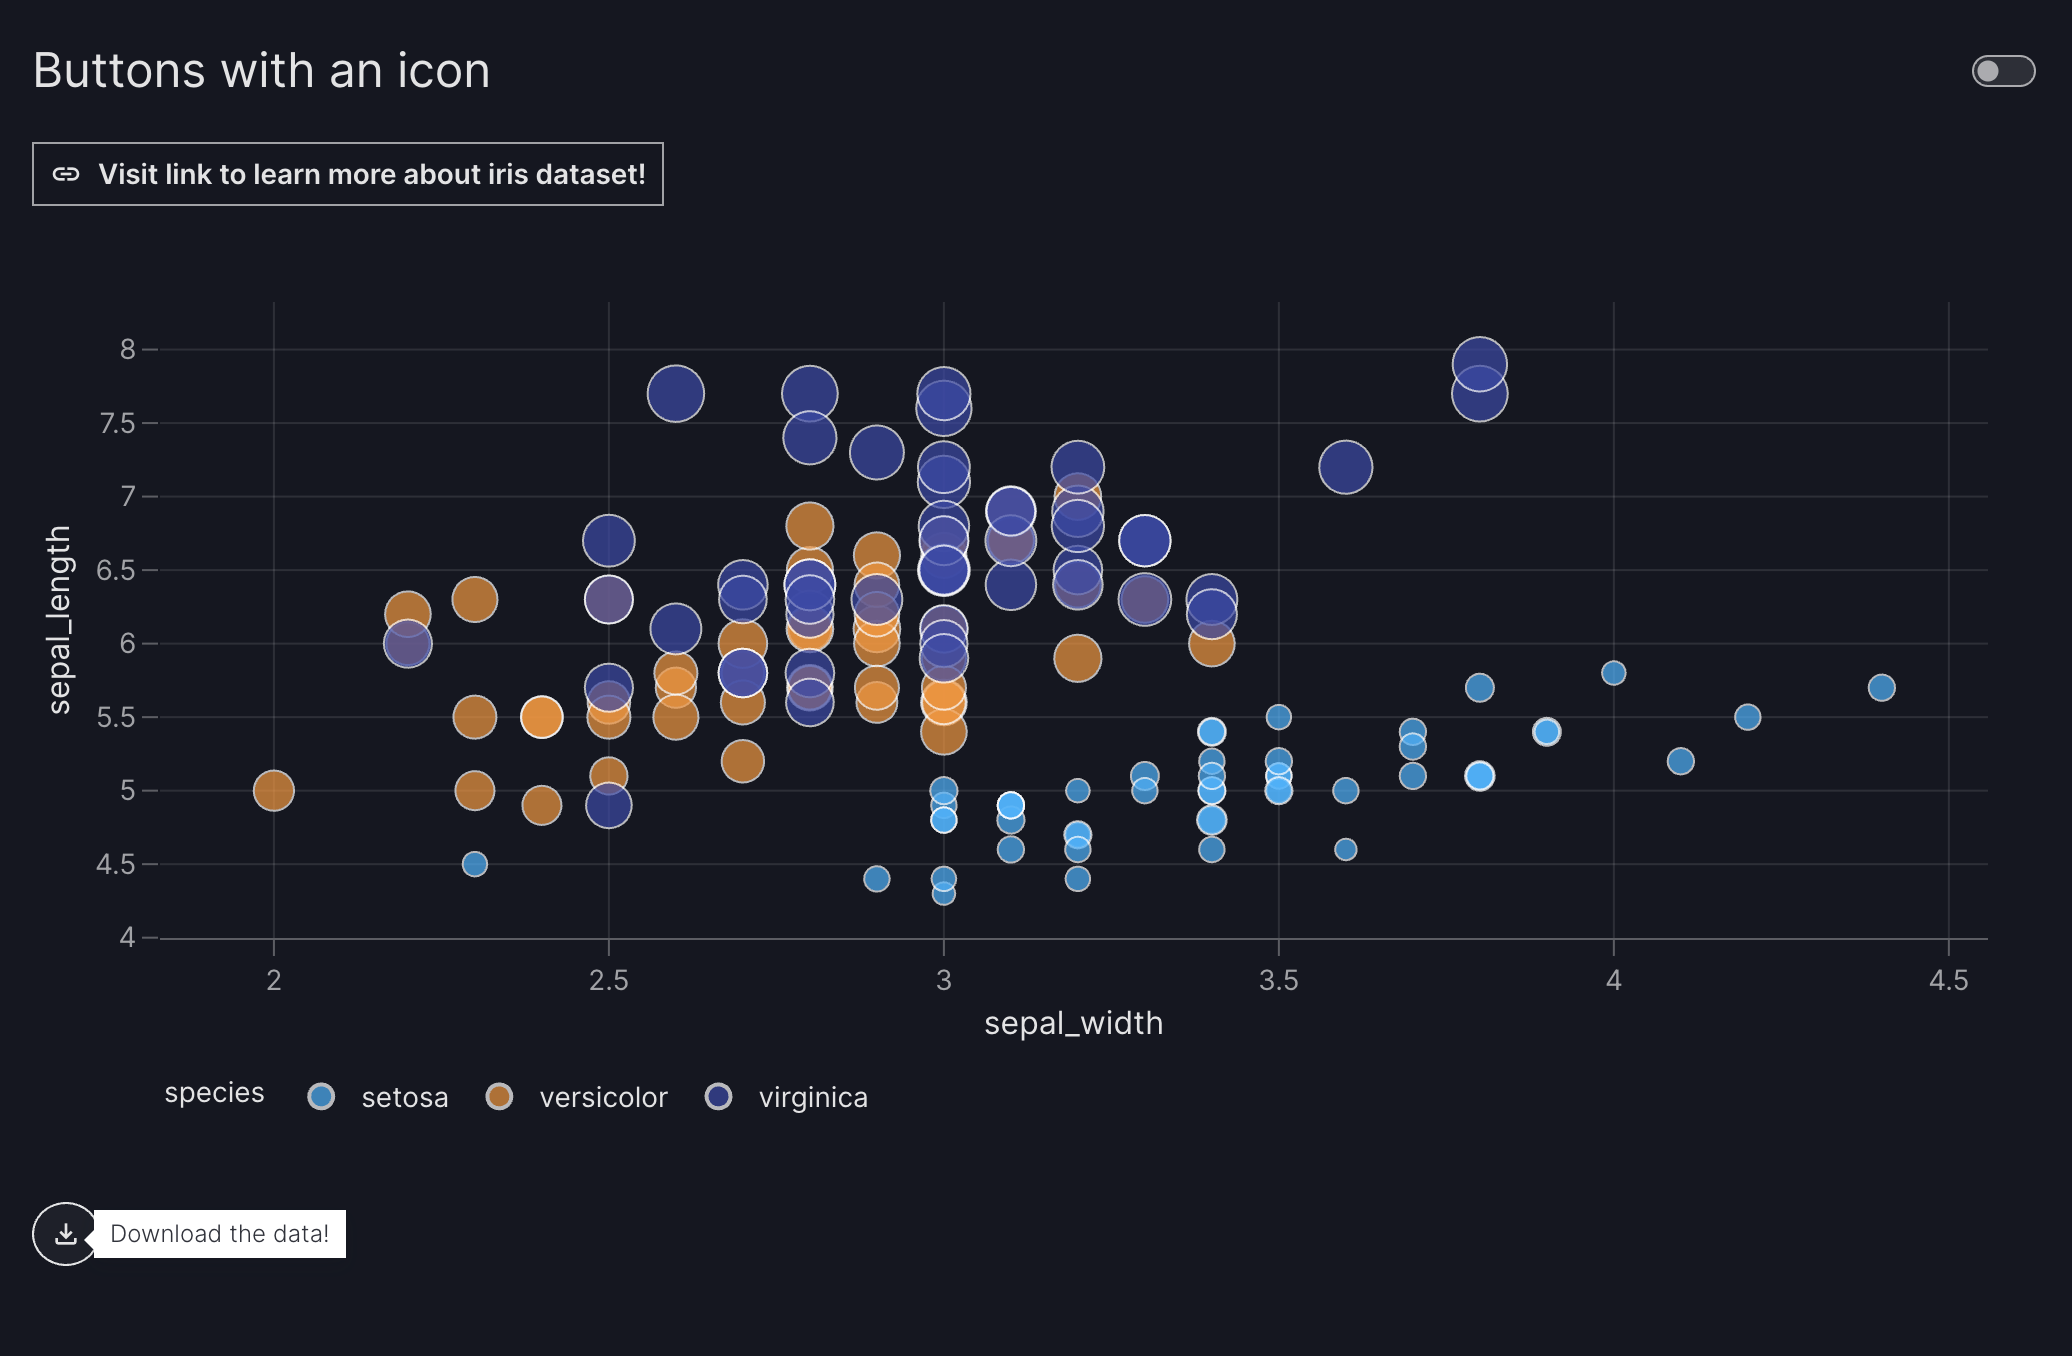 Buttons with an icon
Visit link to learn more about iris dataset!
sepal_length
8
7.5
7
6.5
6
5.5
5
4.5
4
2 2.5 3 3.5 4 4.5
sepal_width
species setosa versicolor virginica
Download the data!